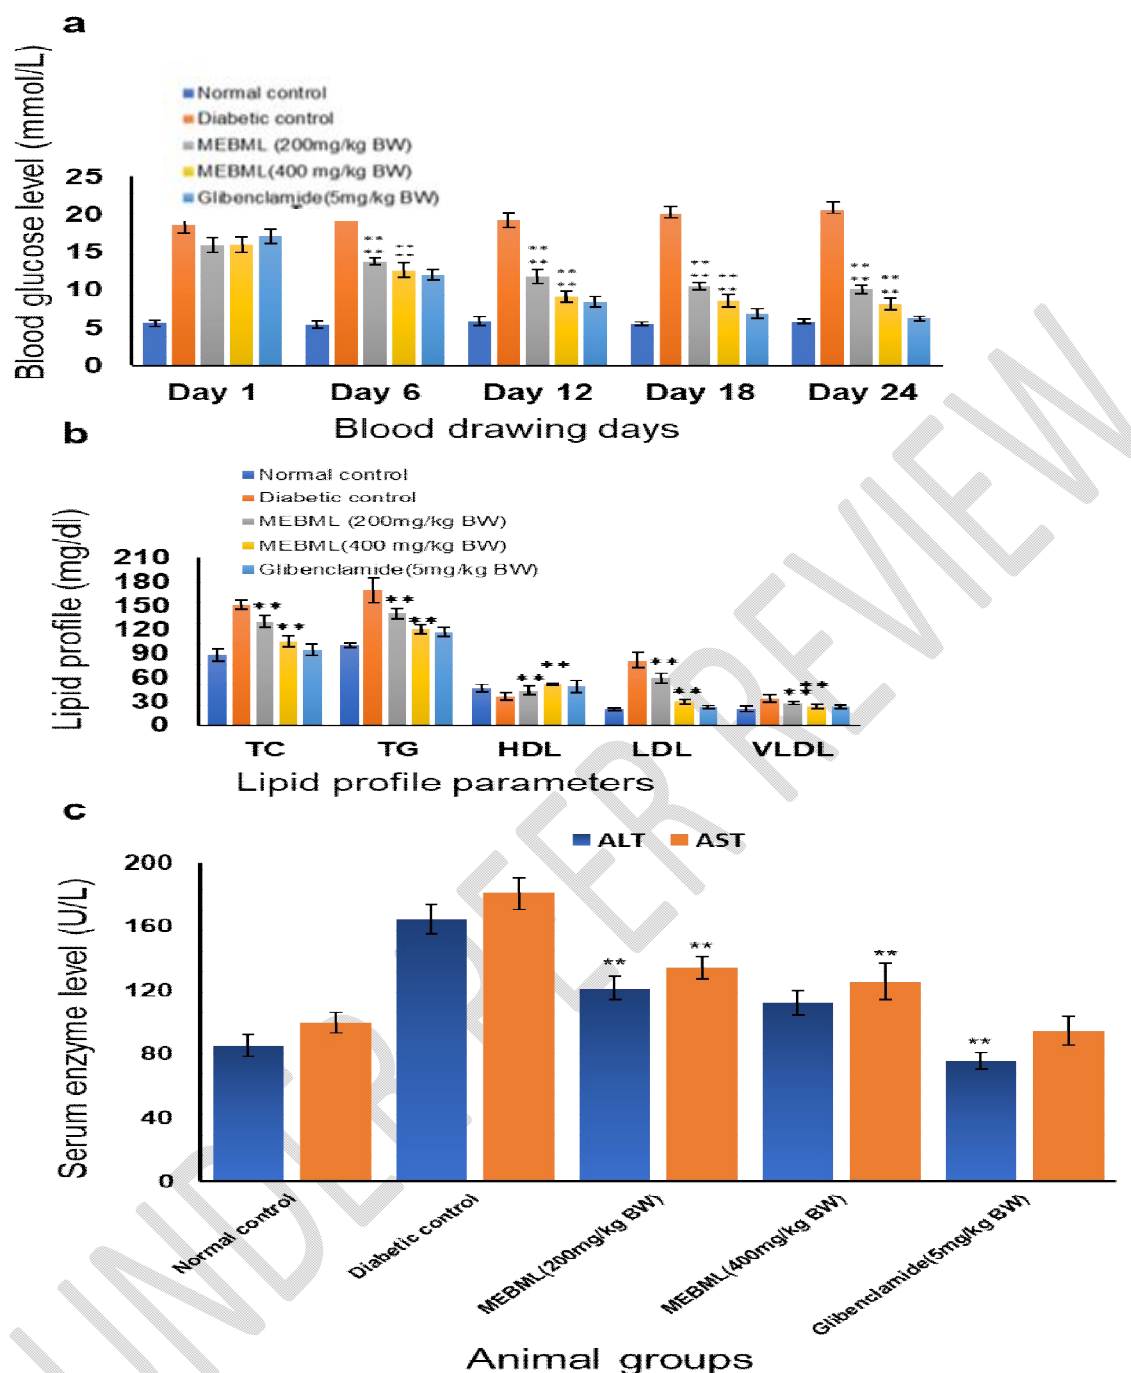 a
Blood glucose level (mmol/L)
Normal control
Diabetic control
MEBML (200mg/kg BW)
MEBML(400 mg/kg BW)
Glibenclamide(5mg/kg BW)
25
20
15
10
5
0
** ** ** ** ** ** ** **
** ** ** ** ** ** ** **
Day 1 Day 6 Day 12 Day 18 Day 24
Blood drawing days
b
Lipid profile (mg/dl)
Normal control
Diabetic control
MEBML (200mg/kg BW)
MEBML(400 mg/kg BW)
Glibenclamide(5mg/kg BW)
210
180
150
120
90
60
30
0
** ** ** ** ** ** ** ** ** **
TC TG HDL LDL VLDL
Lipid profile parameters
c
ALT AST
Serum enzyme level (U/L)
200
160
120
80
40
0
** ** ** **
Normal control
Diabetic control
MEBML(200mg/kg BW)
MEBML(400mg/kg BW)
Glibenclamide(5mg/kg BW)
Animal groups
UNDER PEER REVIEW